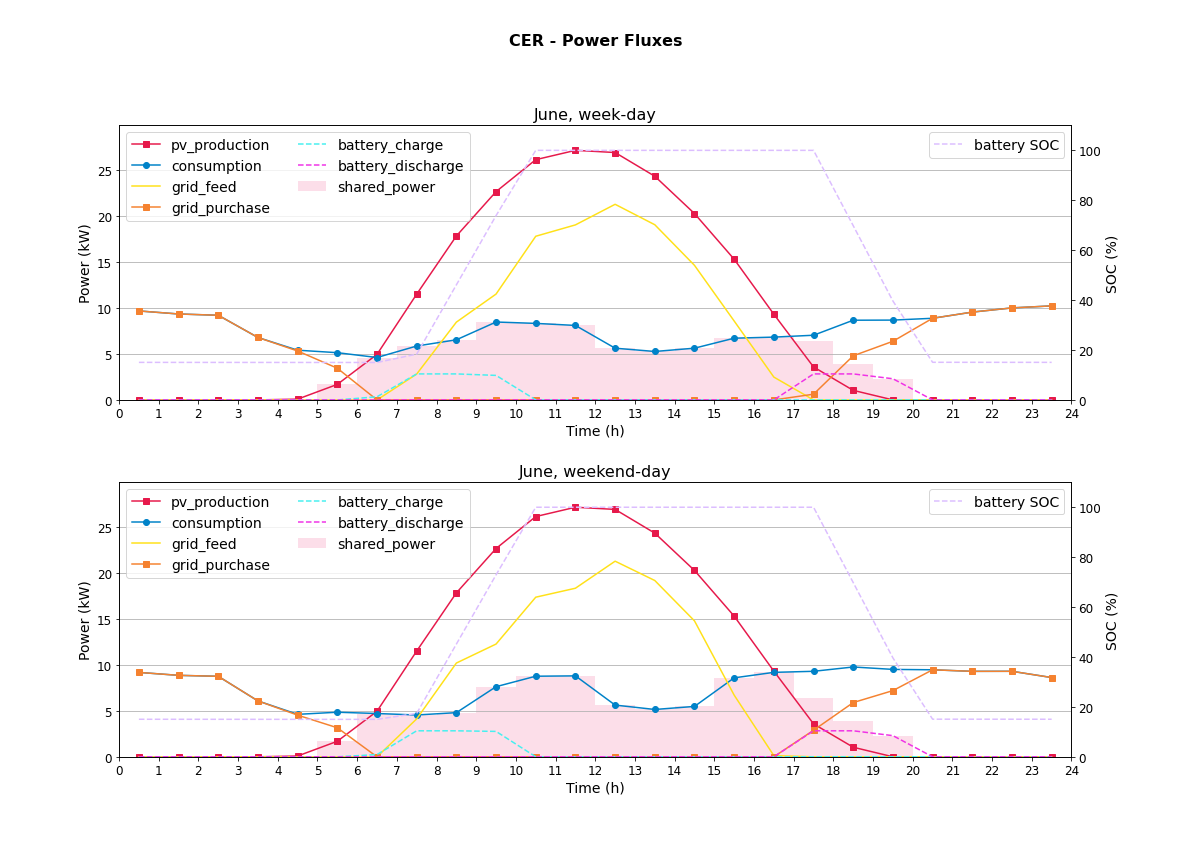 CER - Power Fluxes
June, week-day
pv_production
consumption
grid_feed
grid_purchase
battery_charge
battery_discharge
shared_power
battery SOC
Power (kW)
0
5
10
15
20
25
SOC (%)
0
20
40
60
80
100
0 1 2 3 4 5 6 7 8 9 10 11 12 13 14 15 16 17 18 19 20 21 22 23 24
Time (h)
June, weekend-day
pv_production
consumption
grid_feed
grid_purchase
battery_charge
battery_discharge
shared_power
battery SOC
Power (kW)
0
5
10
15
20
25
SOC (%)
0
20
40
60
80
100
0 1 2 3 4 5 6 7 8 9 10 11 12 13 14 15 16 17 18 19 20 21 22 23 24
Time (h)